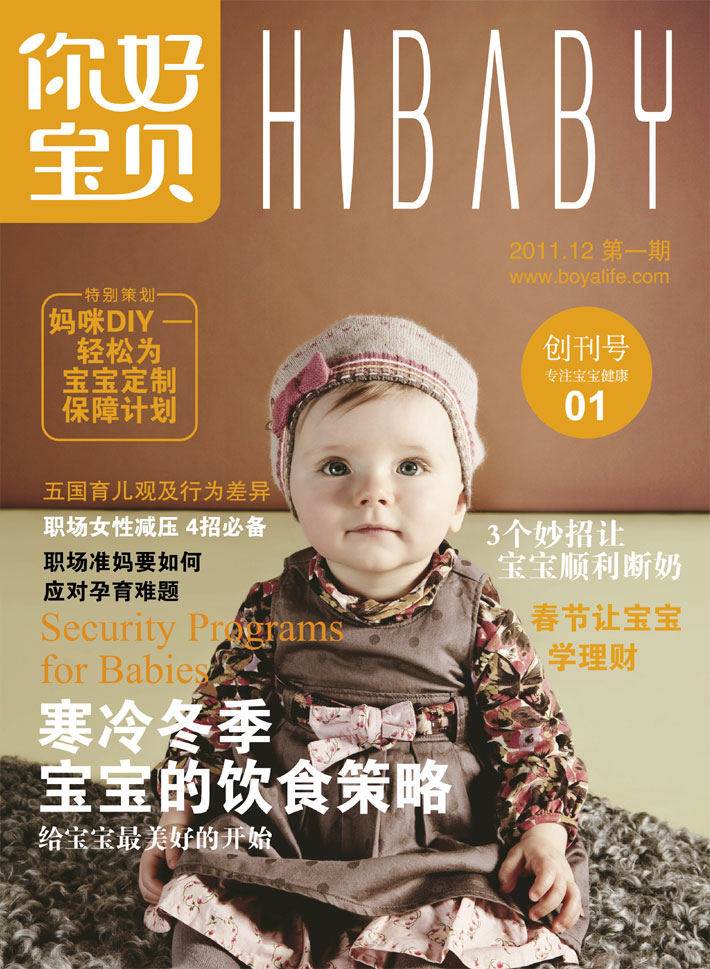 你好
宝贝
HIBABY
2011.12 第一期
www.boyalife.com
特别策划
妈咪DIY —
轻松为
宝宝定制
保障计划
创刊号
专注宝宝健康
01
五国育儿观及行为差异
职场女性减压 4招必备
职场准妈要如何
应对孕育难题
Security Programs
for Babies
3个妙招让
宝宝顺利断奶
春节让宝宝
学理财
寒冷冬季
宝宝的饮食策略
给宝宝最美好的开始